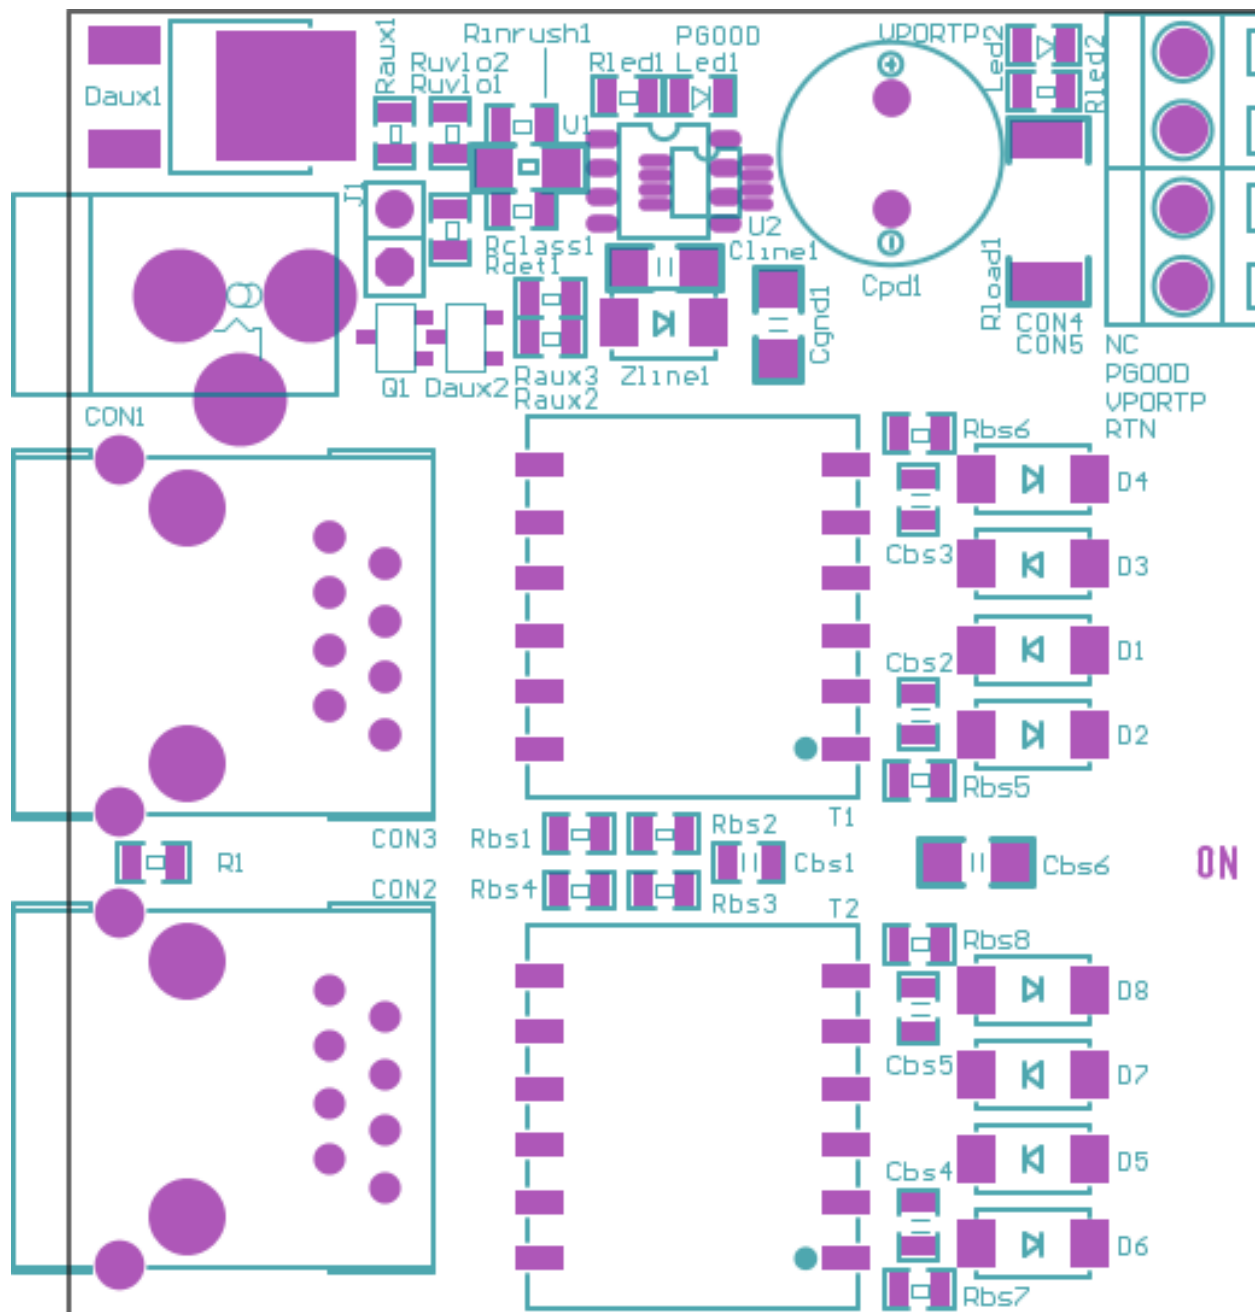 Rinrush1
PGOOD
VPORTP
Raux1
Ruvlo2
Rled1
Led1
Led2
Rled2
Daux1
Ruvlo1
U1
J1
U2
Rclass1
Cline1
Rdet1
Cpd1
Rload1
Cgnd1
CON4
CON5
NC
PGOOD
VPORTP
RTN
Q1
Daux2
Raux3
Zline1
Raux2
CON1
Rbs6
D4
Cbs3
D3
Cbs2
D1
D2
Rbs5
T1
CON3
Rbs1
Rbs2
R1
Cbs1
Cbs6
ON
CON2
Rbs4
Rbs3
T2
Rbs8
D8
Cbs5
D7
Cbs4
D5
D6
Rbs7